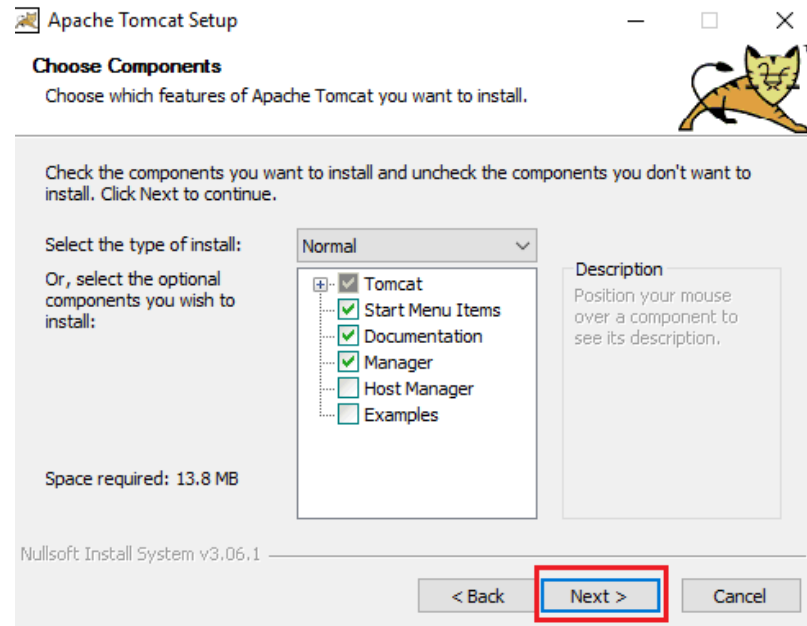 Apache Tomcat Setup
Choose Components
Choose which features of Apache Tomcat you want to install.
Check the components you want to install and uncheck the components you don't want to
install. Click Next to continue.
Select the type of install:
Normal
Or, select the optional
components you wish to
install:
Tomcat
Start Menu Items
Documentation
Manager
Host Manager
Examples
Description
Position your mouse
over a component to
see its description.
Space required: 13.8 MB
Nullsoft Install System v3.06.1
< Back
Next >
Cancel